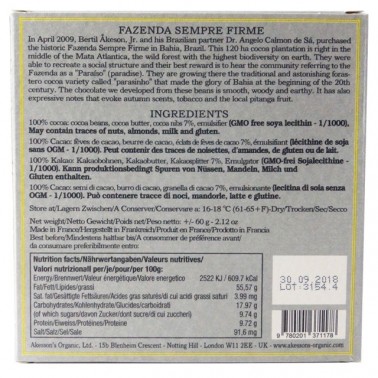 FAZENDA SEMPRE FIRME
In April 2009, Bertil Åkesson, Jr. and his Brazilian partner Dr. Angelo Calmon de Sá, purchased
the historic Fazenda Sempre Firme in Bahia, Brazil. This 120 ha cocoa plantation is right in the
middle of the Mata Atlantica, the wild forest with the highest biodiversity on earth. They were
able to recreate a social structure and their best reward is to hear the community referring to the
Fazenda as a "Paraíso" (paradise). They are growing there the traditional and astonishing foras-
tero cocoa variety called "parasinho" that made the glory of Bahia at the beginning of the 20th
century. The chocolate we developed from these beans is smooth, woody and earthy. It has also
expressive notes that evoke autumn scents, tobacco and the local pitanga fruit.
INGREDIENTS
100% cocoa: cocoa beans, cocoa butter, cocoa nibs 7%, emulsifier (GMO free soya lecithin - 1/1000).
May contain traces of nuts, almonds, milk and gluten.
100% Cacao: fèves de cacao, beurre de cacao, éclats de fèves de cacao 7%, émulsifiant (lécithine de soja
sans OGM - 1/1000). Peut contenir des traces de noisettes, d'amandes, de gluten ou de lait.
100% Kakao: Kakaobohnen, Kakaobutter, Kakaosplitter 7%, Emulgator (GMO-frei Sojalecithine-
-1/1000). Kann produktionsbedingt Spuren von Nüssen, Mandeln, Milch und
Gluten enthalten.
100% Cacao: semi di cacao, burro di cacao, granella di cacao 7%, emulsionante (lecitina di soia senza
OGM - 1/1000). Può contenere tracce di noci, mandorle, latte e glutine.
Store at/Lagern Zwischen/A Conserver/Conservare a: 16-18 °C (61-65+F)-Dry/Trocken/Sec/Secco
Net weight/Netto Gewicht/Poids net/Peso netto: +/- 60 g - 2.12 oz
Made in France/Hergestellt in Frankreich/Produit en France/Prodotto in Francia
Best before/Mindestens haltbar bis/A consommer de préférence avant/
da consumare preferibilmente entro:
Nutrition facts/Nährwertangaben/Valeurs nutritives/
Valori nutrizionali per/je/pour/per 100g:
Energy/Brennwert/Valeur énergétique/Valore energetico 2522 KJ / 609,7 kCal
Fat/Fett/Lipides/grassi) 55,57 g
Sat. fat/Gesättigte Fettsäuren/Acides gras saturés/di cui acidi grassi) 3.99 mg
Carbohydrates/Kohlenhydrate/Glucides/carboidrati) 17.97 g
(of which sugars/davon Zucker/dont sucres/di cui zuccheri) 9,74 g
Protein/Eiweiss/Protéines/Proteine) 9,72 g
Salt/Salz/Sel/Sale) 91,6 mg
30.09.2018
LOT 3154.4
9 780201 371178
Akesson's Organic, Ltd. - 15b Blenheim Crescent - Notting Hill - London W11 2EE - UK - www.akessons-organic.com